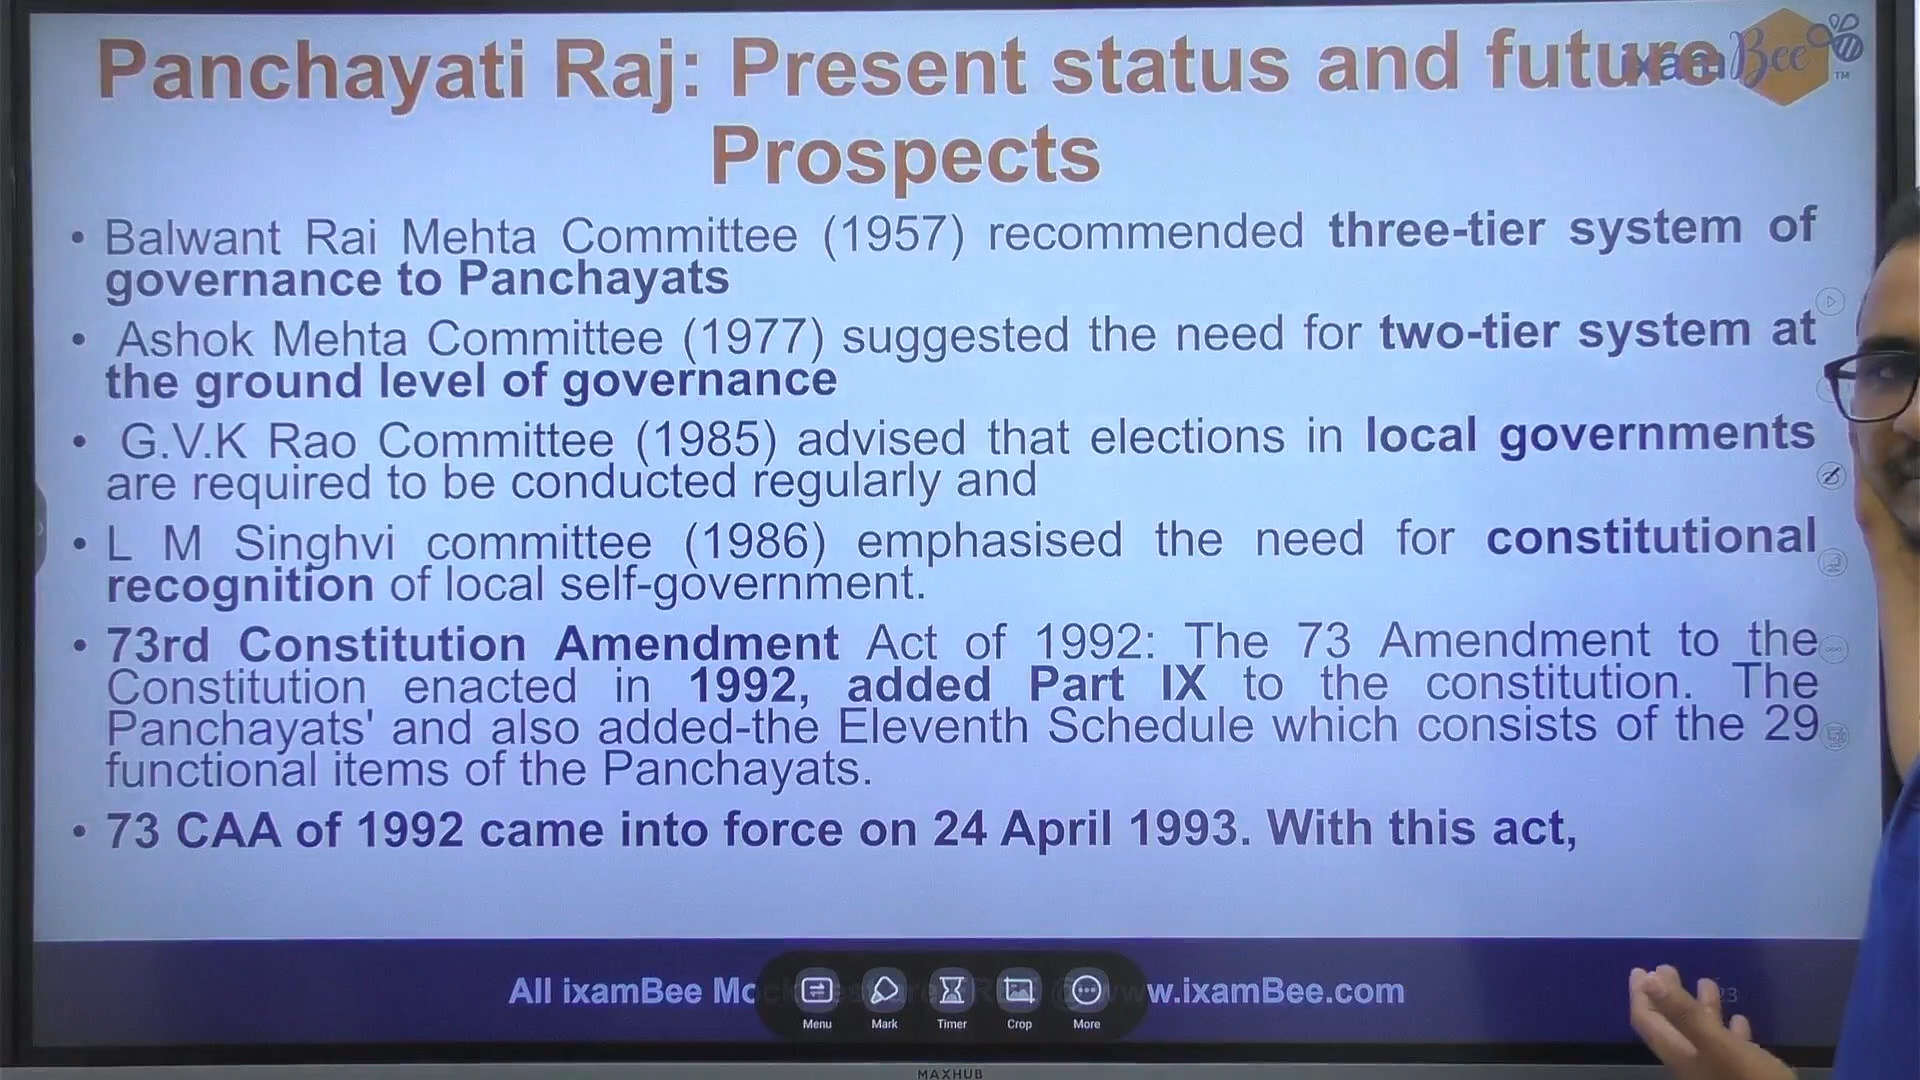 Panchayati Raj: Present status and future
Prospects
ixamBee
TM
• Balwant Rai Mehta Committee (1957) recommended three-tier system of
governance to Panchayats
• Ashok Mehta Committee (1977) suggested the need for two-tier system at
the ground level of governance
• G.V.K Rao Committee (1985) advised that elections in local governments
are required to be conducted regularly and
• L M Singhvi committee (1986) emphasised the need for constitutional
recognition of local self-government.
• 73rd Constitution Amendment Act of 1992: The 73 Amendment to the
Constitution enacted in 1992, added Part IX to the constitution. The
Panchayats' and also added-the Eleventh Schedule which consists of the 29
functional items of the Panchayats.
• 73 CAA of 1992 came into force on 24 April 1993. With this act,
All ixamBee Mock w.ixamBee.com
Menu Mark Timer Crop More
MAXHUB